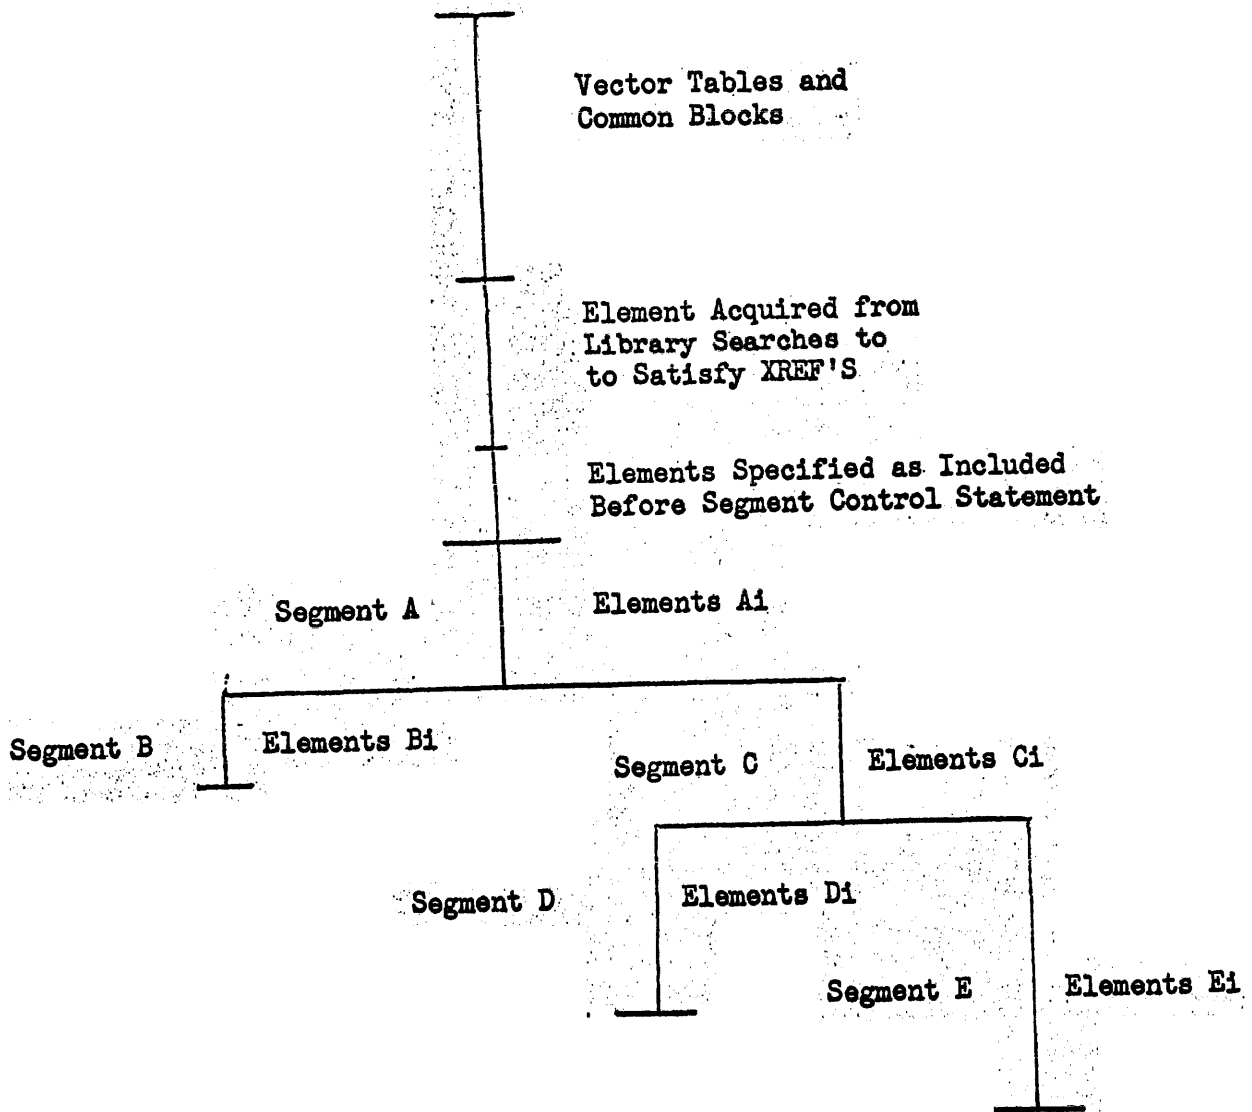 Vector Tables and
Common Blocks
Element Acquired from
Library Searches to
to Satisfy XREF'S
Elements Specified as Included
Before Segment Control Statement
Segment A
Elements Ai
Segment B
Elements Bi
Segment C
Elements Ci
Segment D
Elements Di
Segment E
Elements Ei